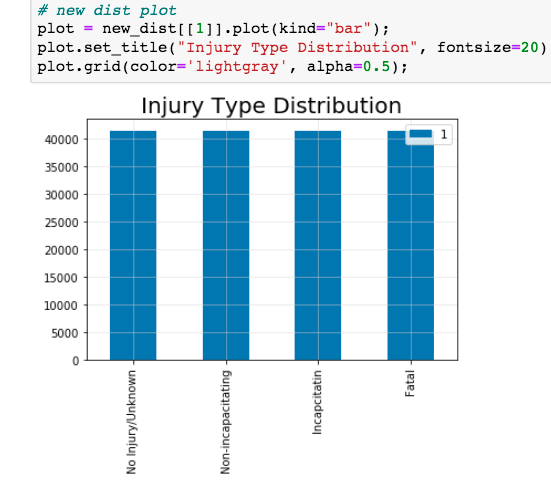 # new dist plot
plot = new_dist[[1]].plot(kind="bar");
plot.set_title("Injury Type Distribution", fontsize=20)
plot.grid(color='lightgray', alpha=0.5);
Injury Type Distribution
1
40000
35000
30000
25000
20000
15000
10000
5000
0
No Injury/Unknown
Non-incapacitating
Incapcitatin
Fatal